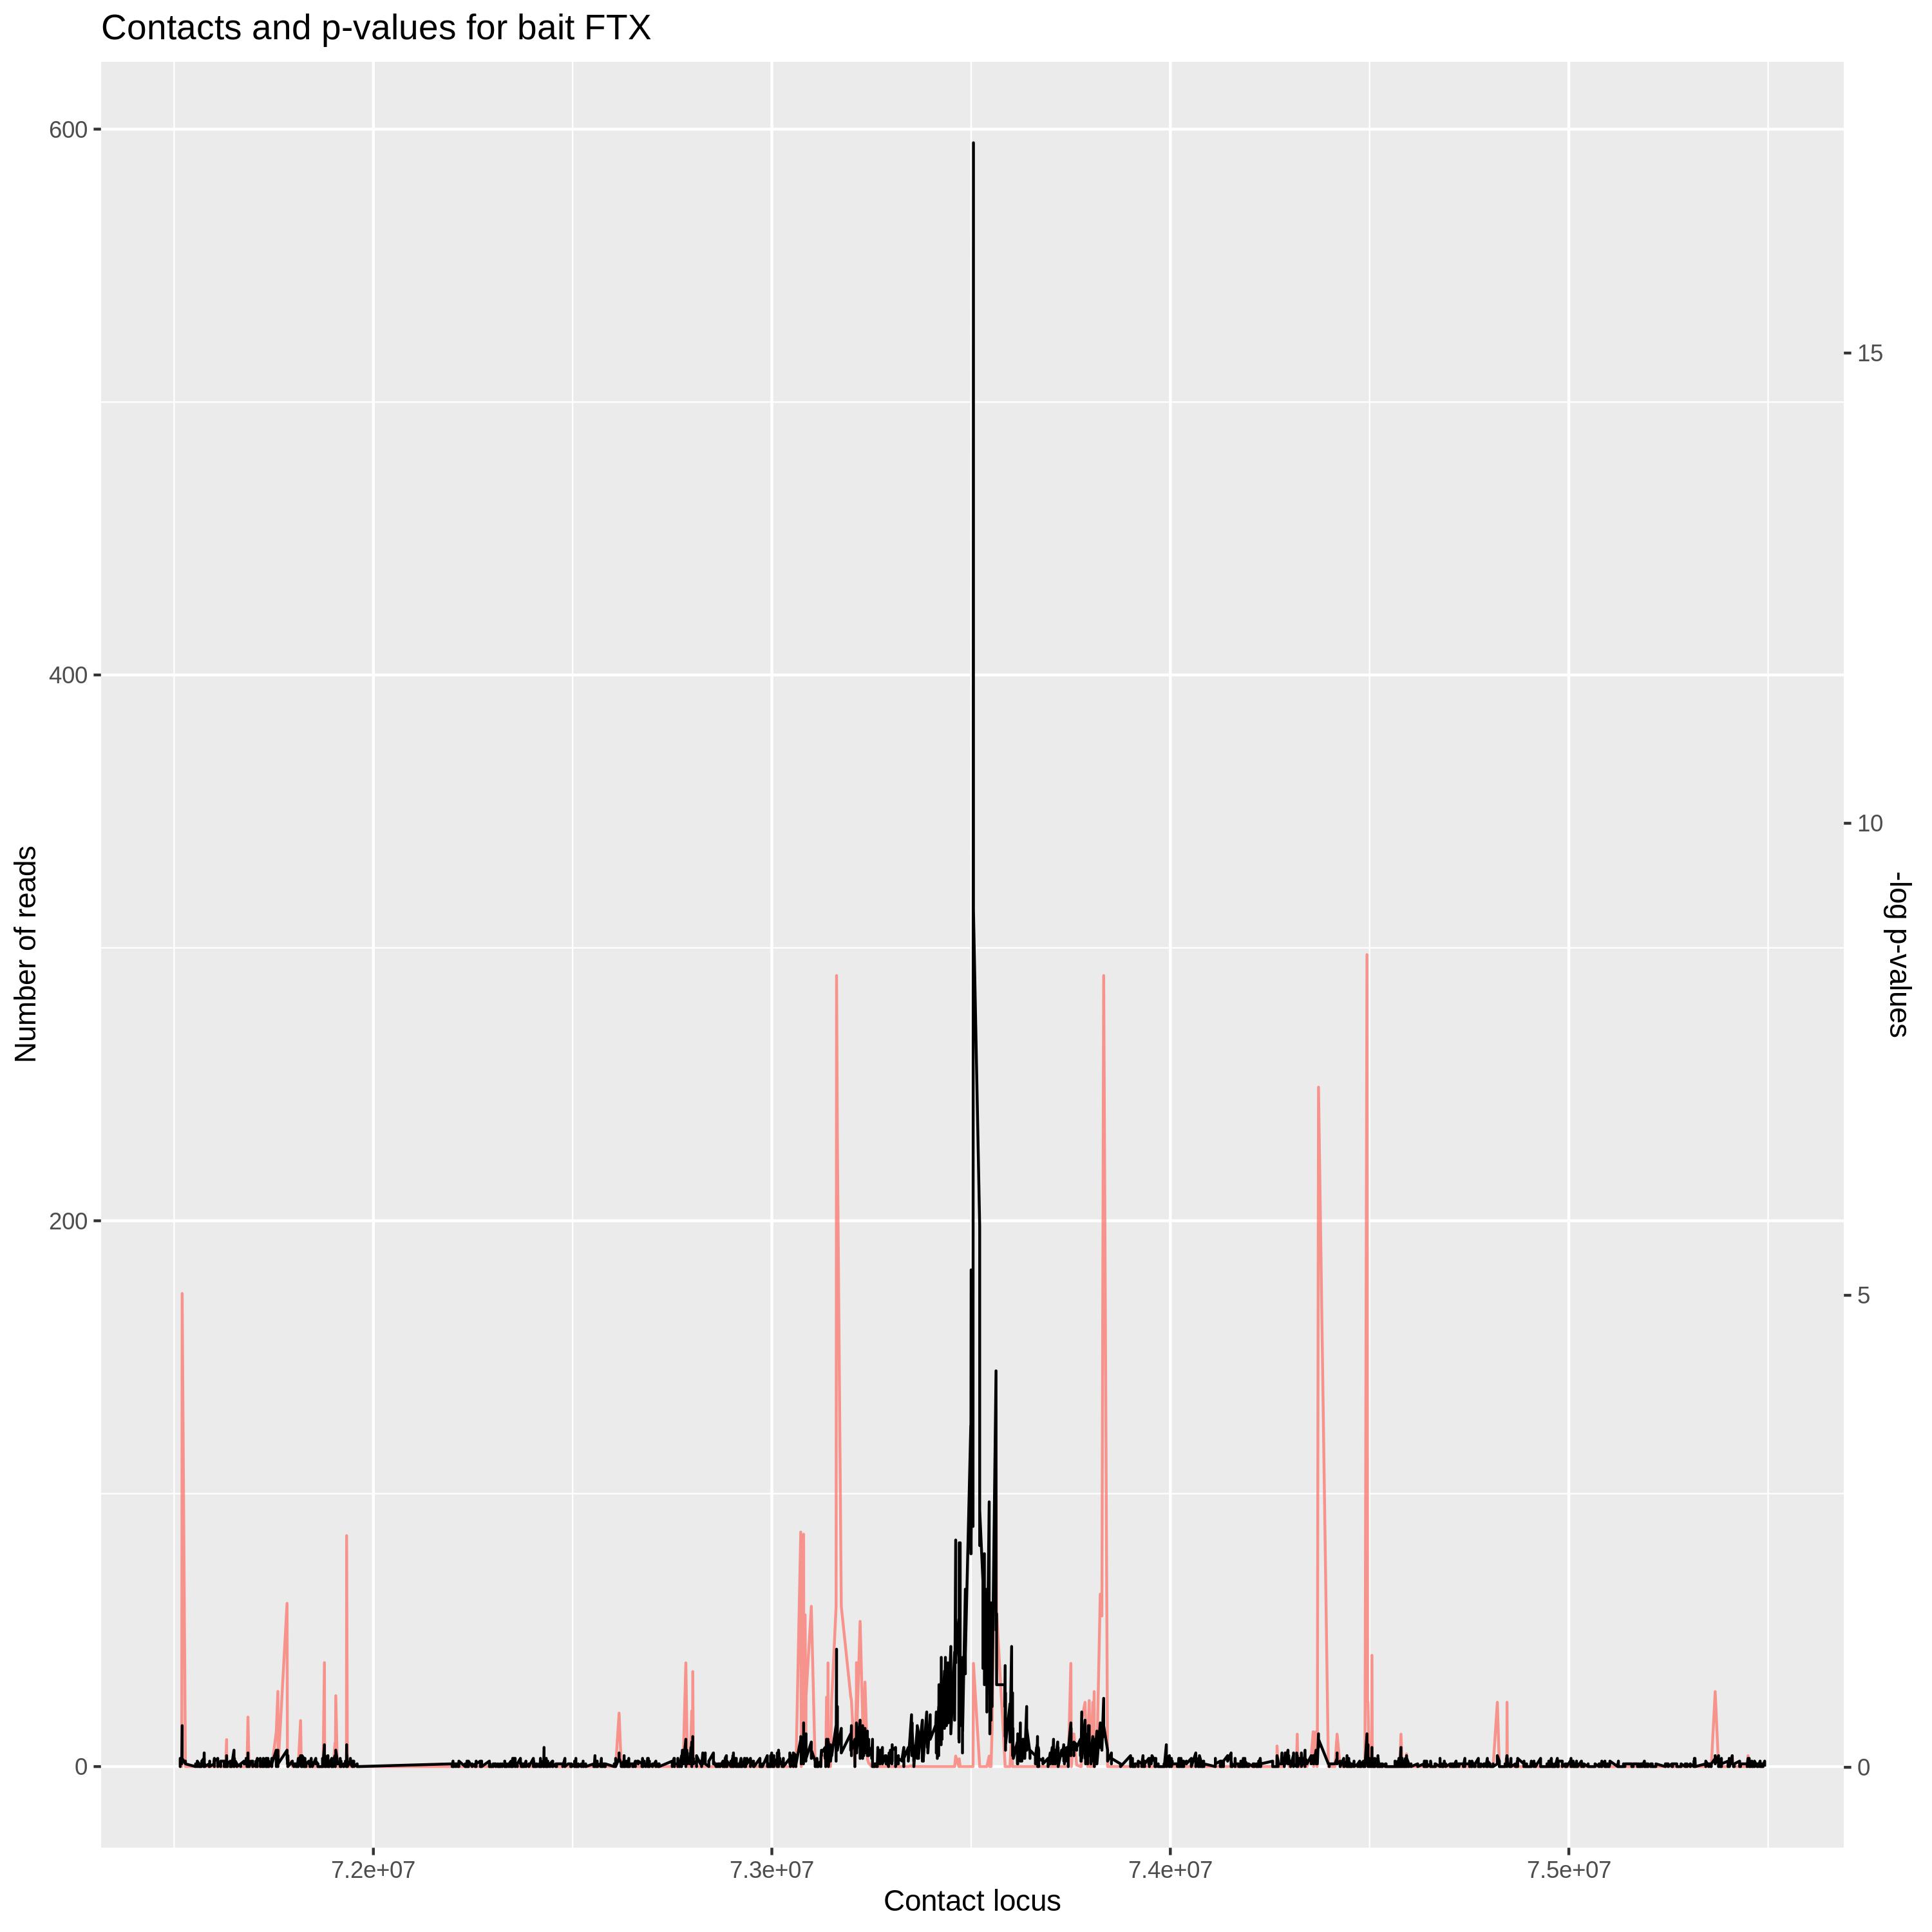 Contacts and p-values for bait FTX
600
400
200
0
Number of reads
15
10
5
0
-log p-values
7.2e+07
7.3e+07
7.4e+07
7.5e+07
Contact locus